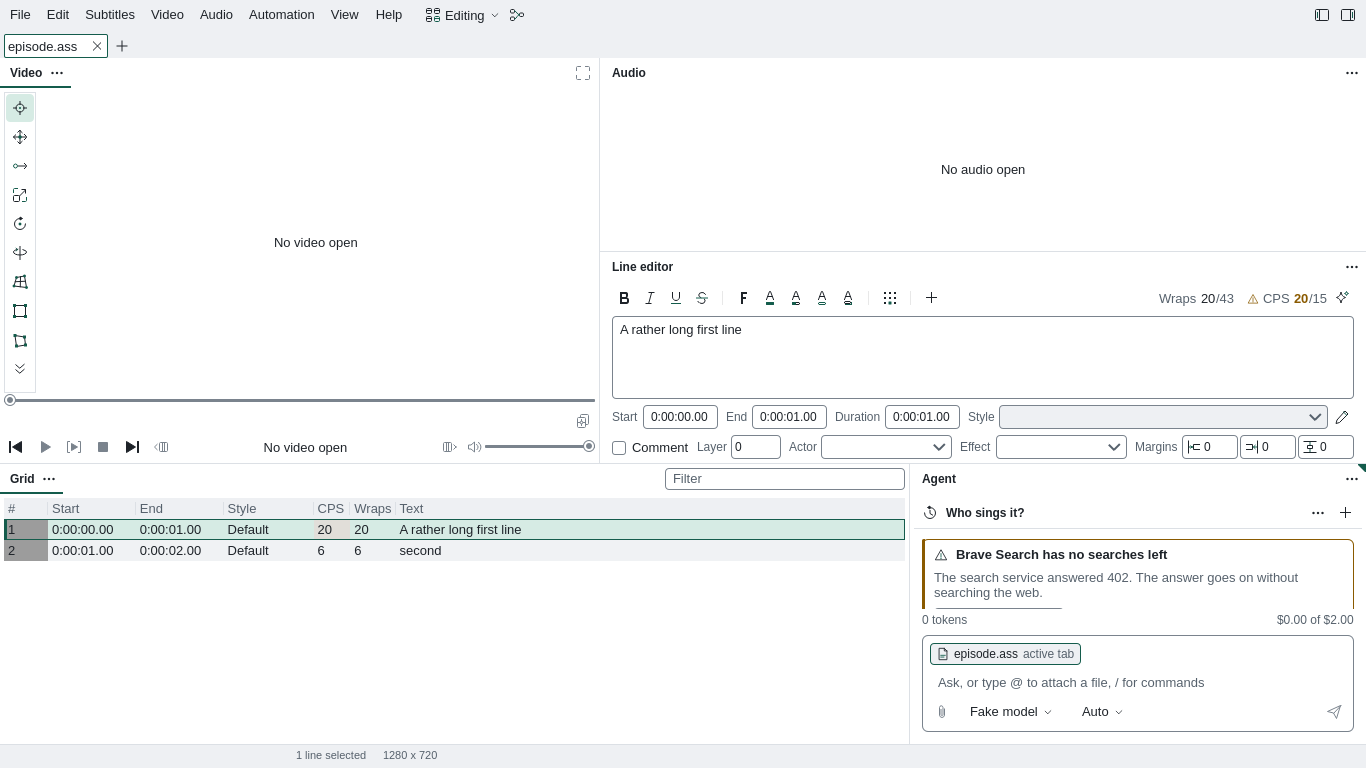 File Edit Subtitles Video Audio Automation View Help Editing
episode.ass
Video
No video open
No video open
Audio
No audio open
Line editor
B I U S F A A A A Wraps 20/43 CPS 20/15
A rather long first line
Start 0:00:00.00 End 0:00:01.00 Duration 0:00:01.00 Style
Comment Layer 0 Actor Effect Margins 0 0 0
Grid Filter
# Start End Style CPS Wraps Text
1 0:00:00.00 0:00:01.00 Default 20 20 A rather long first line
2 0:00:01.00 0:00:02.00 Default 6 6 second
Agent
Who sings it?
Brave Search has no searches left
The search service answered 402. The answer goes on without
searching the web.
0 tokens $0.00 of $2.00
episode.ass active tab
Ask, or type @ to attach a file, / for commands
Fake model Auto
1 line selected 1280 x 720